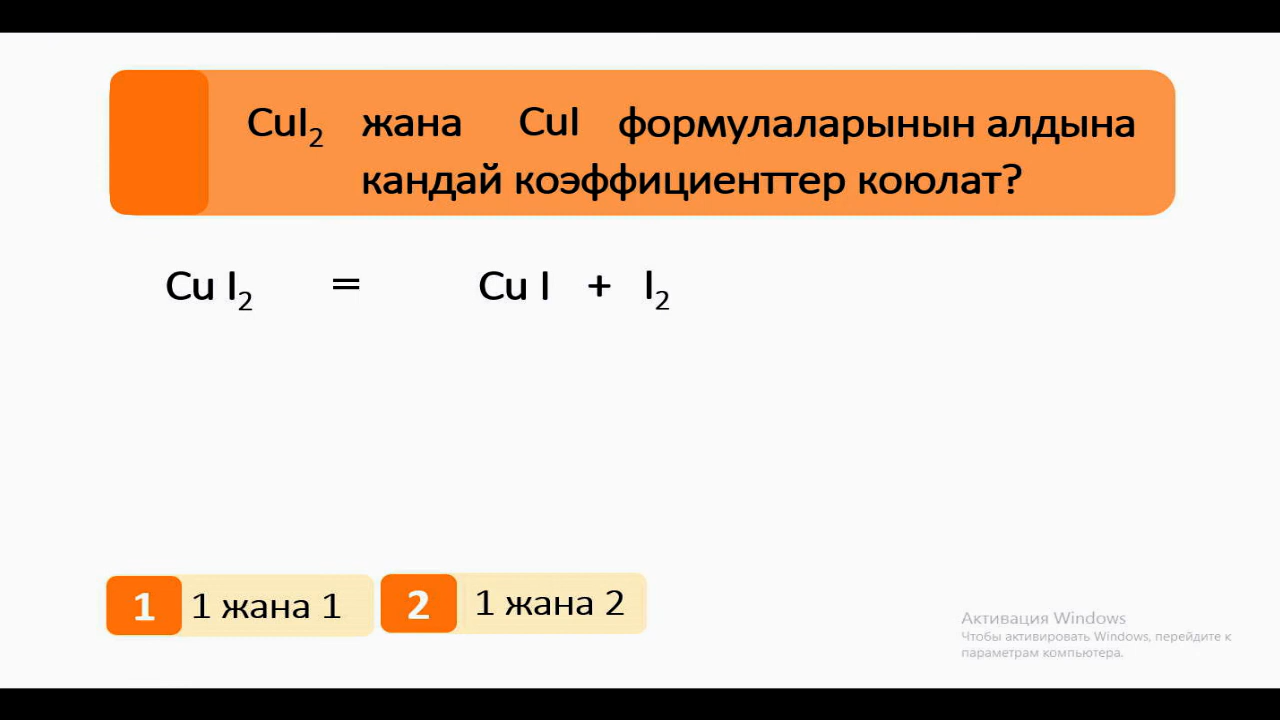 CuI₂ жана CuI формулаларынын алдына
кандай коэффициенттер коюлат?
Cu I₂ = Cu I + I₂
1 1 жана 1 2 1 жана 2
Активация Windows
Чтобы активировать Windows, перейдите к
параметрам компьютера.